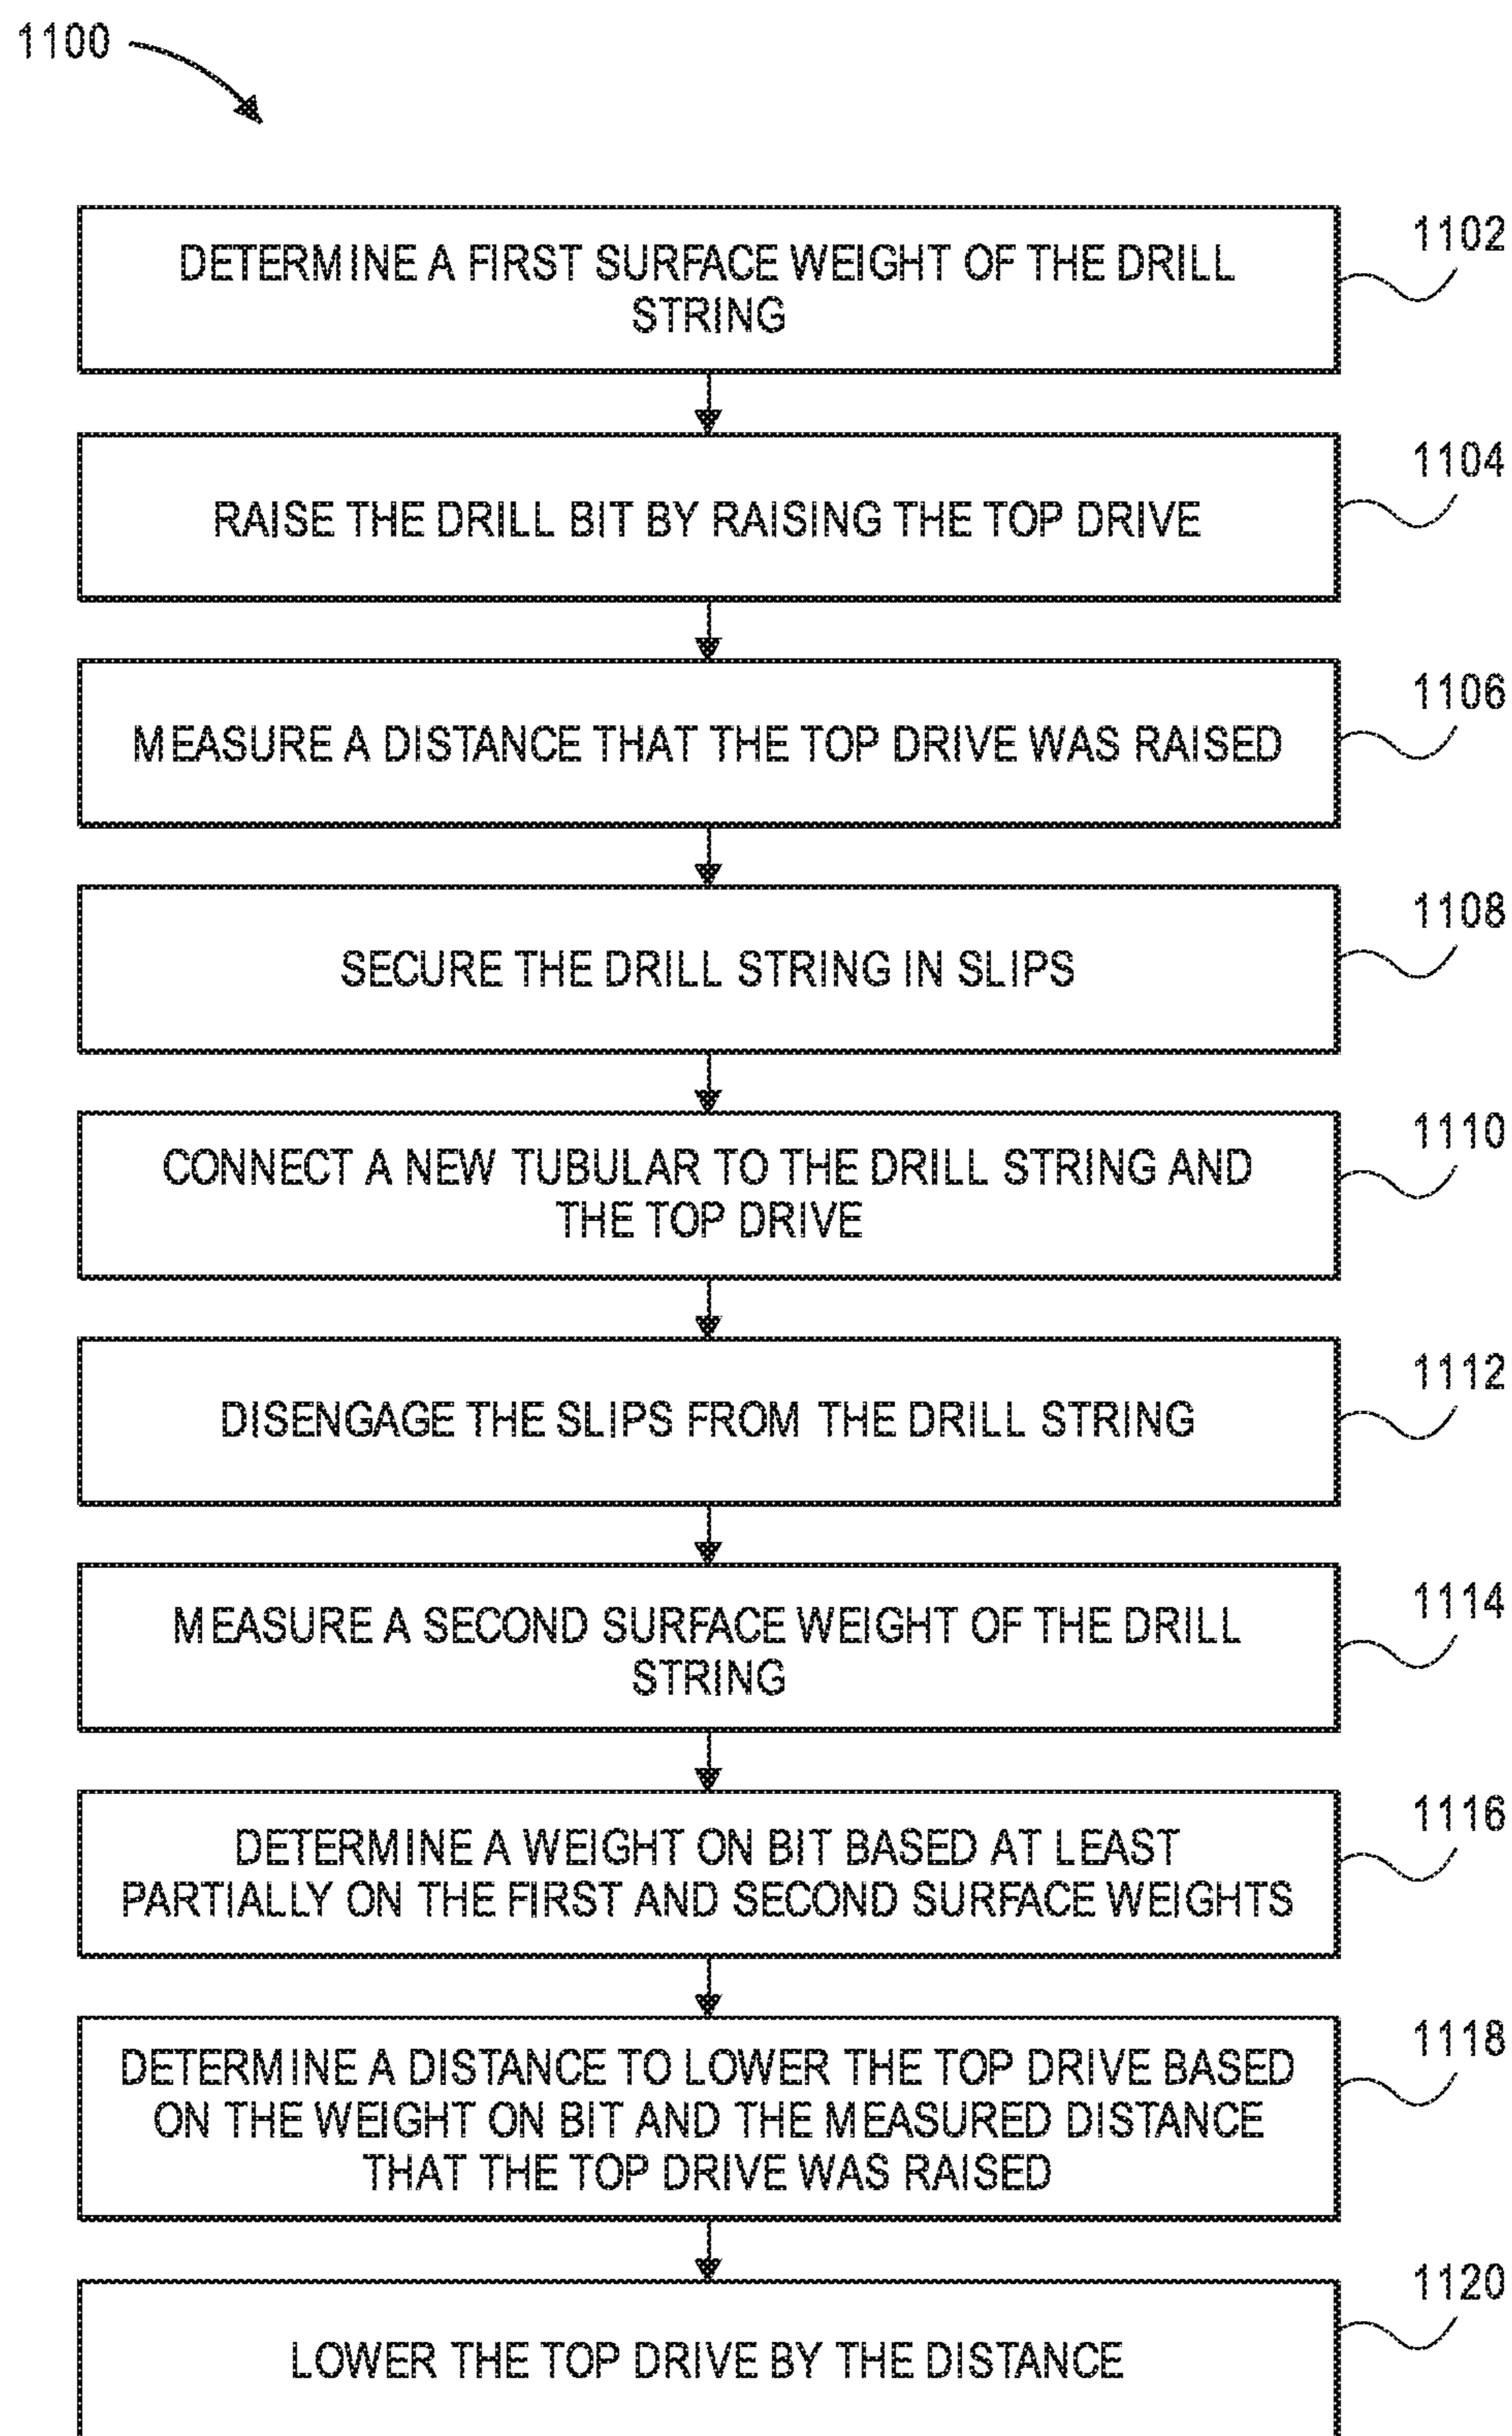 1100
DETERMINE A FIRST SURFACE WEIGHT OF THE DRILL
STRING
1102
RAISE THE DRILL BIT BY RAISING THE TOP DRIVE
1104
MEASURE A DISTANCE THAT THE TOP DRIVE WAS RAISED
1106
SECURE THE DRILL STRING IN SLIPS
1108
CONNECT A NEW TUBULAR TO THE DRILL STRING AND
THE TOP DRIVE
1110
DISENGAGE THE SLIPS FROM THE DRILL STRING
1112
MEASURE A SECOND SURFACE WEIGHT OF THE DRILL
STRING
1114
DETERMINE A WEIGHT ON BIT BASED AT LEAST
PARTIALLY ON THE FIRST AND SECOND SURFACE WEIGHTS
1116
DETERMINE A DISTANCE TO LOWER THE TOP DRIVE BASED
ON THE WEIGHT ON BIT AND THE MEASURED DISTANCE
THAT THE TOP DRIVE WAS RAISED
1118
LOWER THE TOP DRIVE BY THE DISTANCE
1120